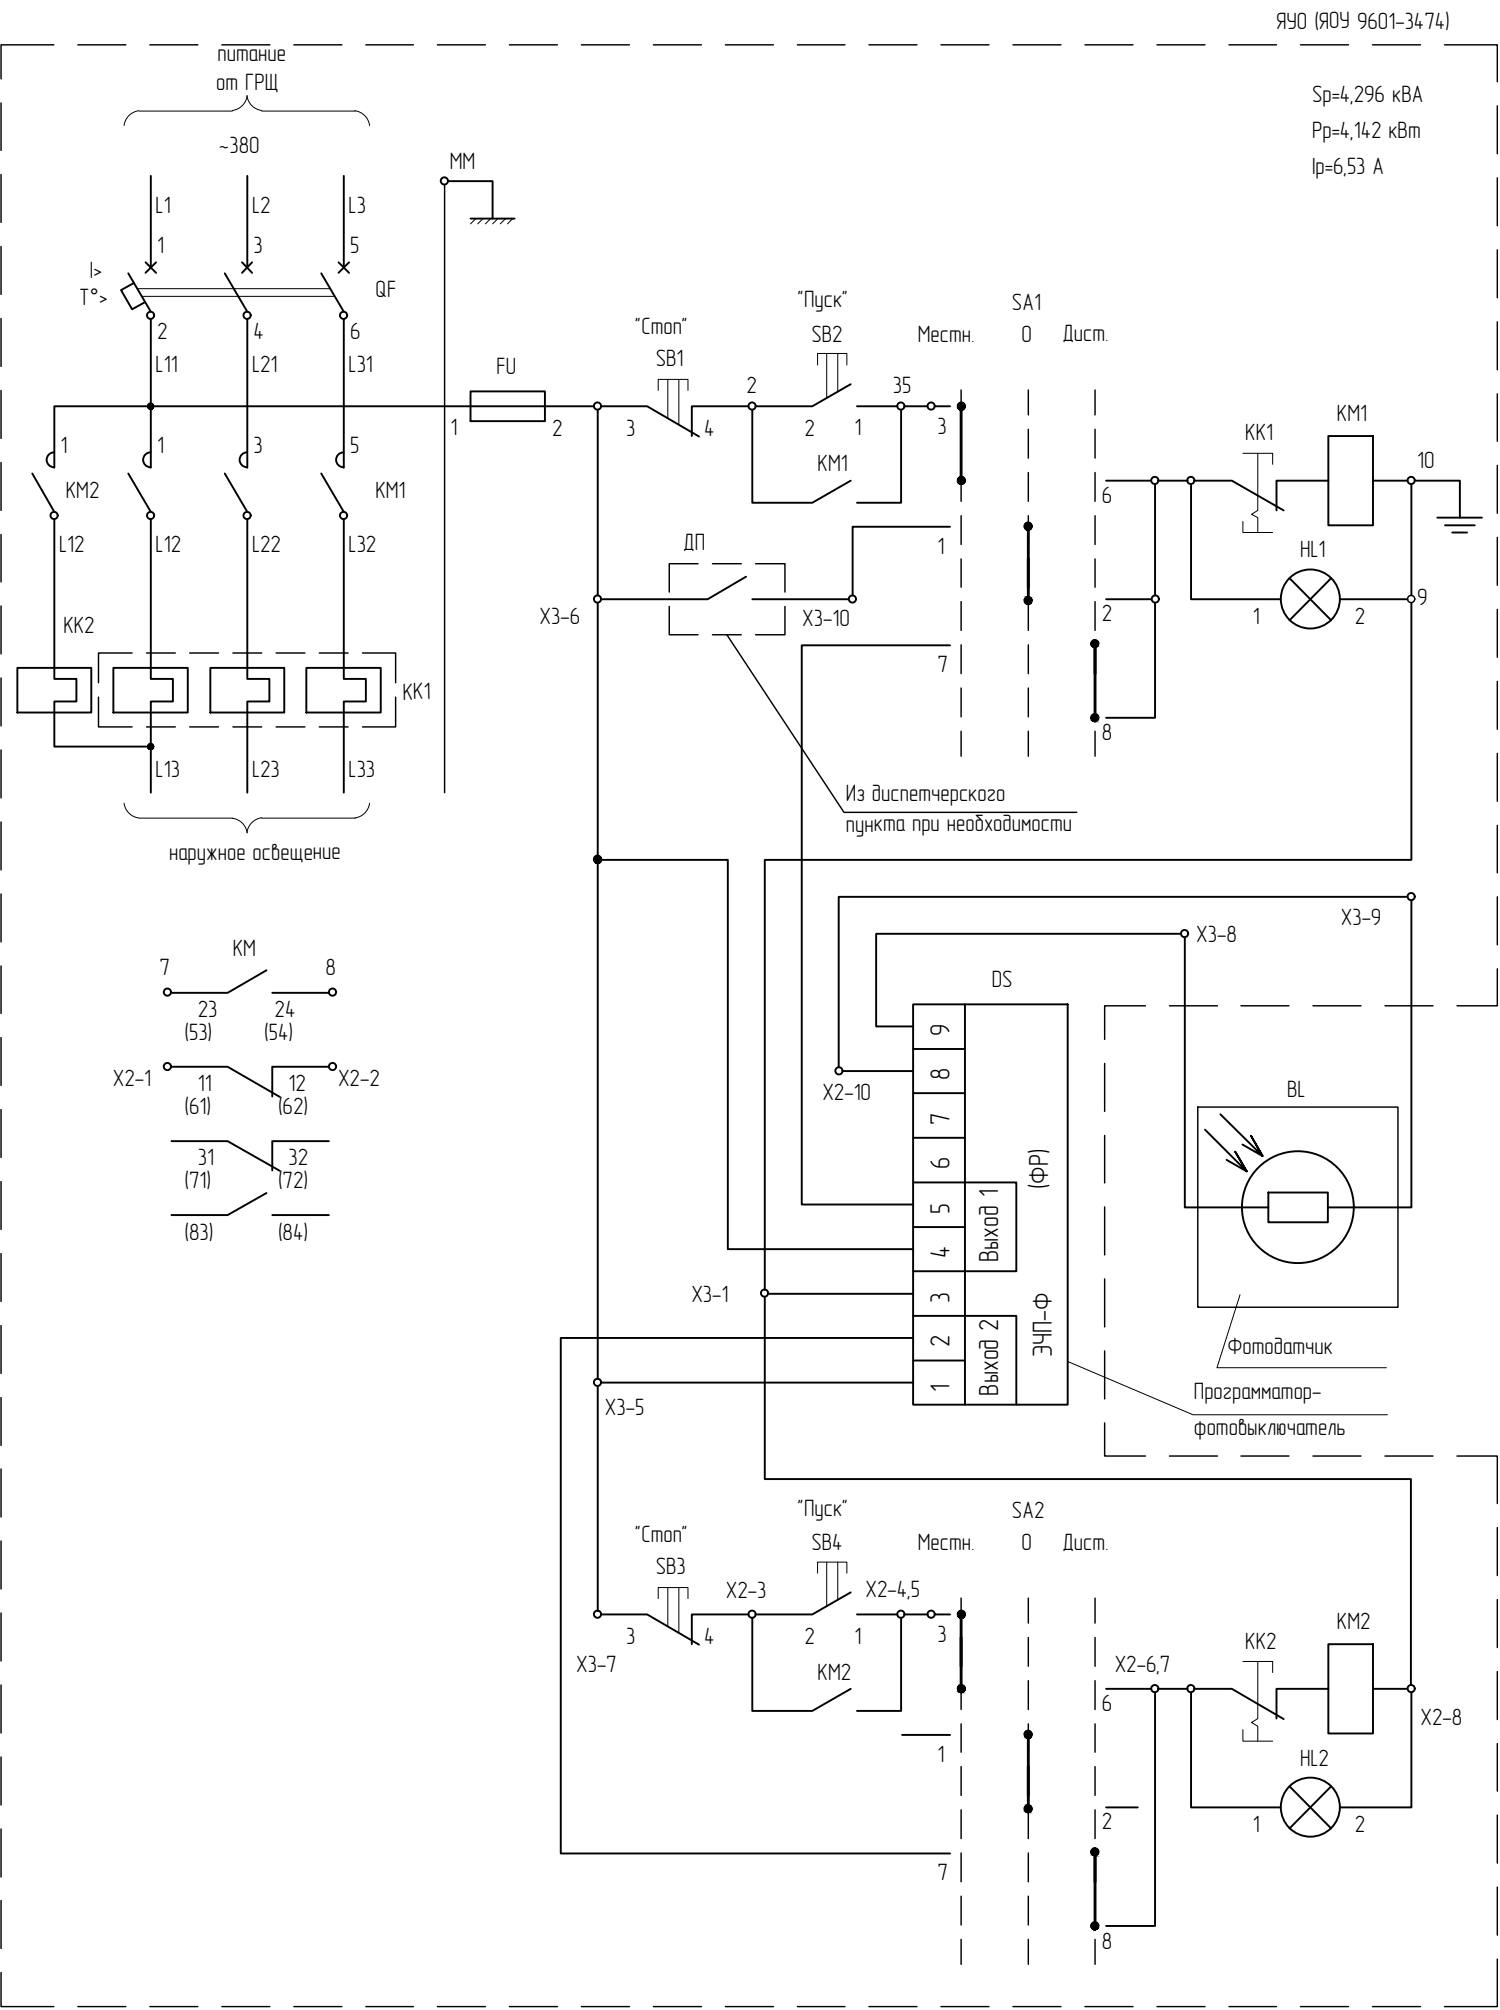 ЯУО (ЯОУ 9601-3474)
питание
от ГРЩ
~380
Sр=4,296 кВА
Рр=4,142 кВт
Iр=6,53 А
ММ
L1
L2
L3
1
3
5
I>
T°>
QF
2
4
6
L11
L21
L31
FU
1
2
"Стоп"
SB1
3
4
2
"Пуск"
SB2
2
1
35
KM1
SA1
Местн.
0
Дист.
3
6
1
2
7
8
KK1
KM1
10
HL1
1
2
9
1
1
3
5
KM2
KM1
L12
L12
L22
L32
KK2
KK1
L13
L23
L33
наружное освещение
ДП
X3-6
X3-10
Из диспетчерского
пункта при необходимости
X3-9
X3-8
KM
7
8
23
24
(53)
(54)
X2-1
X2-2
11
12
(61)
(62)
31
32
(71)
(72)
(83)
(84)
DS
9
8
7
6
5
4
3
2
1
Выход 1
Выход 2
(ФР)
ЭЧП-Ф
X2-10
X3-1
X3-5
BL
Фотодатчик
Программатор-
фотовыключатель
"Стоп"
SB3
3
4
X3-7
X2-3
"Пуск"
SB4
2
1
X2-4,5
KM2
SA2
Местн.
0
Дист.
3
6
1
2
7
8
X2-6,7
KK2
KM2
X2-8
HL2
1
2